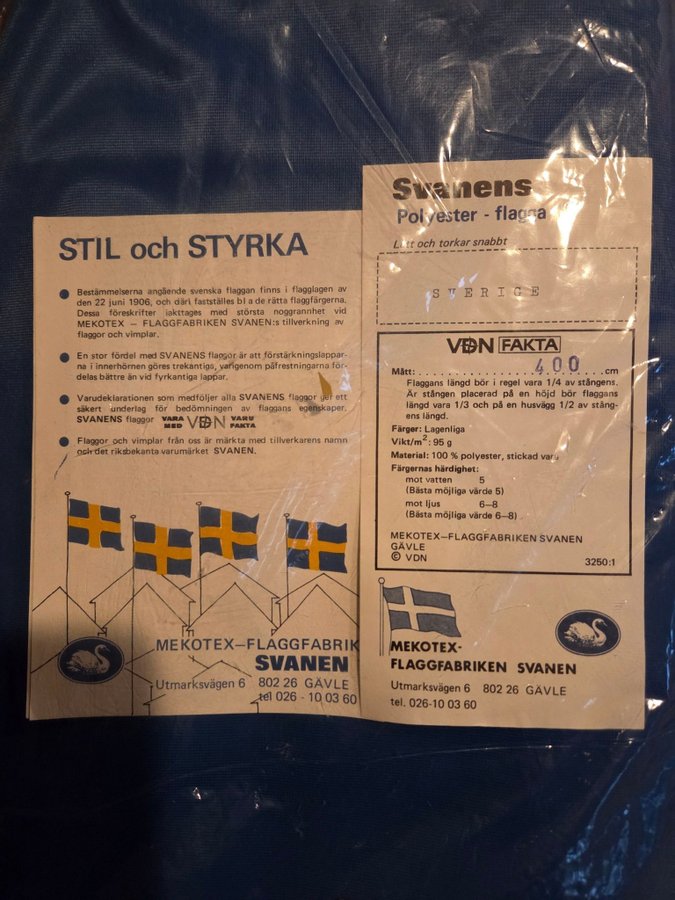 STIL och STYRKA
Bestämmelserna angående svenska flaggan finns i flagglagen av
den 22 juni 1906, och däri fastställes bl a de rätta flaggfärgerna.
Dessa föreskrifter iakttages med största noggrannhet vid
MEKOTEX – FLAGGFABRIKEN SVANEN:s tillverkning av
flaggor och vimplar.
En stor fördel med SVANENS flaggor är att förstärkningslappar-
na i innerhörnen göres trekantiga, varigenom påfrestningarna för-
delas bättre än vid fyrkantiga lappar.
Varudeklarationen som medföljer alla SVANENS flaggor ger ett
säkert underlag för bedömningen av flaggans egenskaper.
SVANENS flaggor VARA MED VDN VARU FAKTA
Flaggor och vimplar från oss är märkta med tillverkarens namn
och det riksbekanta varumärket SVANEN.
MEKOTEX–FLAGGFABRIK
SVANEN
Utmarksvägen 6 802 26 GÄVLE
tel 026 - 10 03 60
Svanens
Polyester - flagga
Lätt och torkar snabbt
SVERIGE
VDN FAKTA
Mått: 400 cm
Flaggans längd bör i regel vara 1/4 av stångens.
Är stången placerad på en höjd bör flaggans
längd vara 1/3 och på en husvägg 1/2 av stång-
ens längd.
Färger: Lagenliga
Vikt/m²: 95 g
Material: 100 % polyester, stickad vara
Färgernas härdighet:
mot vatten 5
(Bästa möjliga värde 5)
mot ljus 6–8
(Bästa möjliga värde 6–8)
MEKOTEX–FLAGGFABRIKEN SVANEN
GÄVLE
© VDN 3250:1
MEKOTEX-
FLAGGFABRIKEN SVANEN
Utmarksvägen 6 802 26 GÄVLE
tel. 026-10 03 60